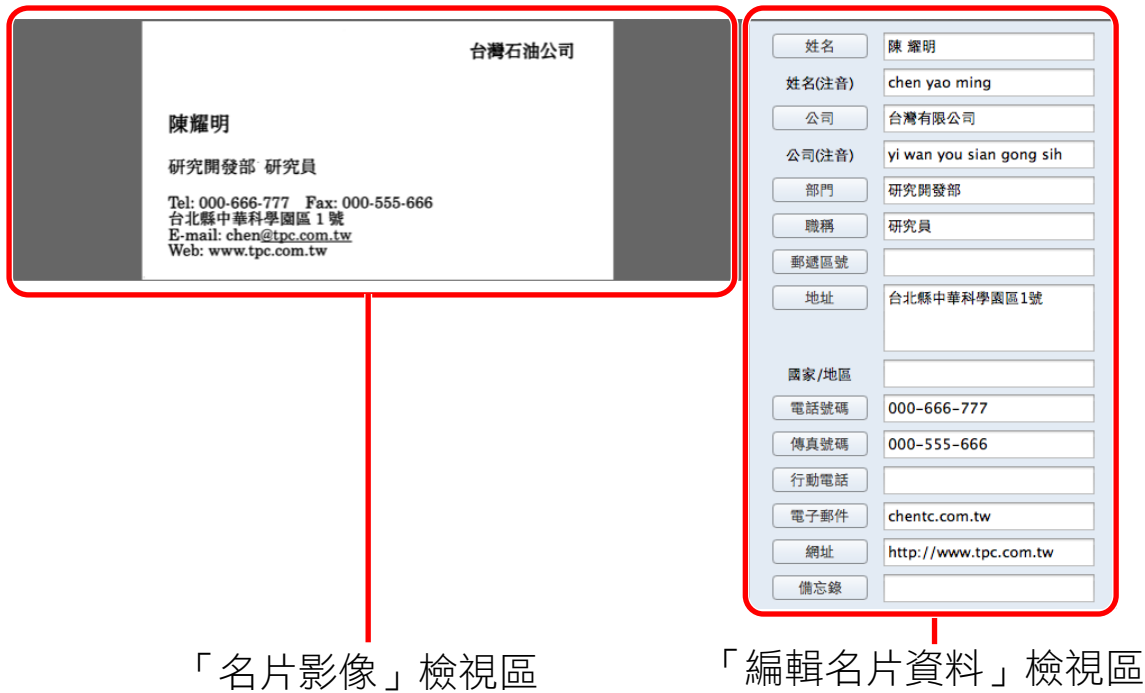 台灣石油公司
陳耀明
研究開發部 研究員
Tel: 000-666-777 Fax: 000-555-666
台北縣中華科學園區 1 號
E-mail: chen@tpc.com.tw
Web: www.tpc.com.tw
姓名 陳 耀明
姓名(注音) chen yao ming
公司 台灣有限公司
公司(注音) yi wan you sian gong sih
部門 研究開發部
職稱 研究員
郵遞區號
地址 台北縣中華科學園區1號
國家/地區
電話號碼 000-666-777
傳真號碼 000-555-666
行動電話
電子郵件 chentc.com.tw
網址 http://www.tpc.com.tw
備忘錄
「名片影像」檢視區
「編輯名片資料」檢視區